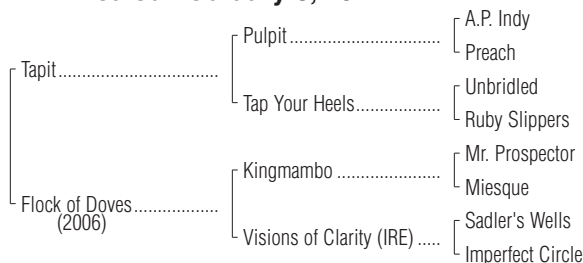 A.P. Indy
Pulpit
Preach
Tapit
Unbridled
Tap Your Heels
Ruby Slippers
Mr. Prospector
Kingmambo
Miesque
Flock of Doves
(2006)
Sadler's Wells
Visions of Clarity (IRE)
Imperfect Circle